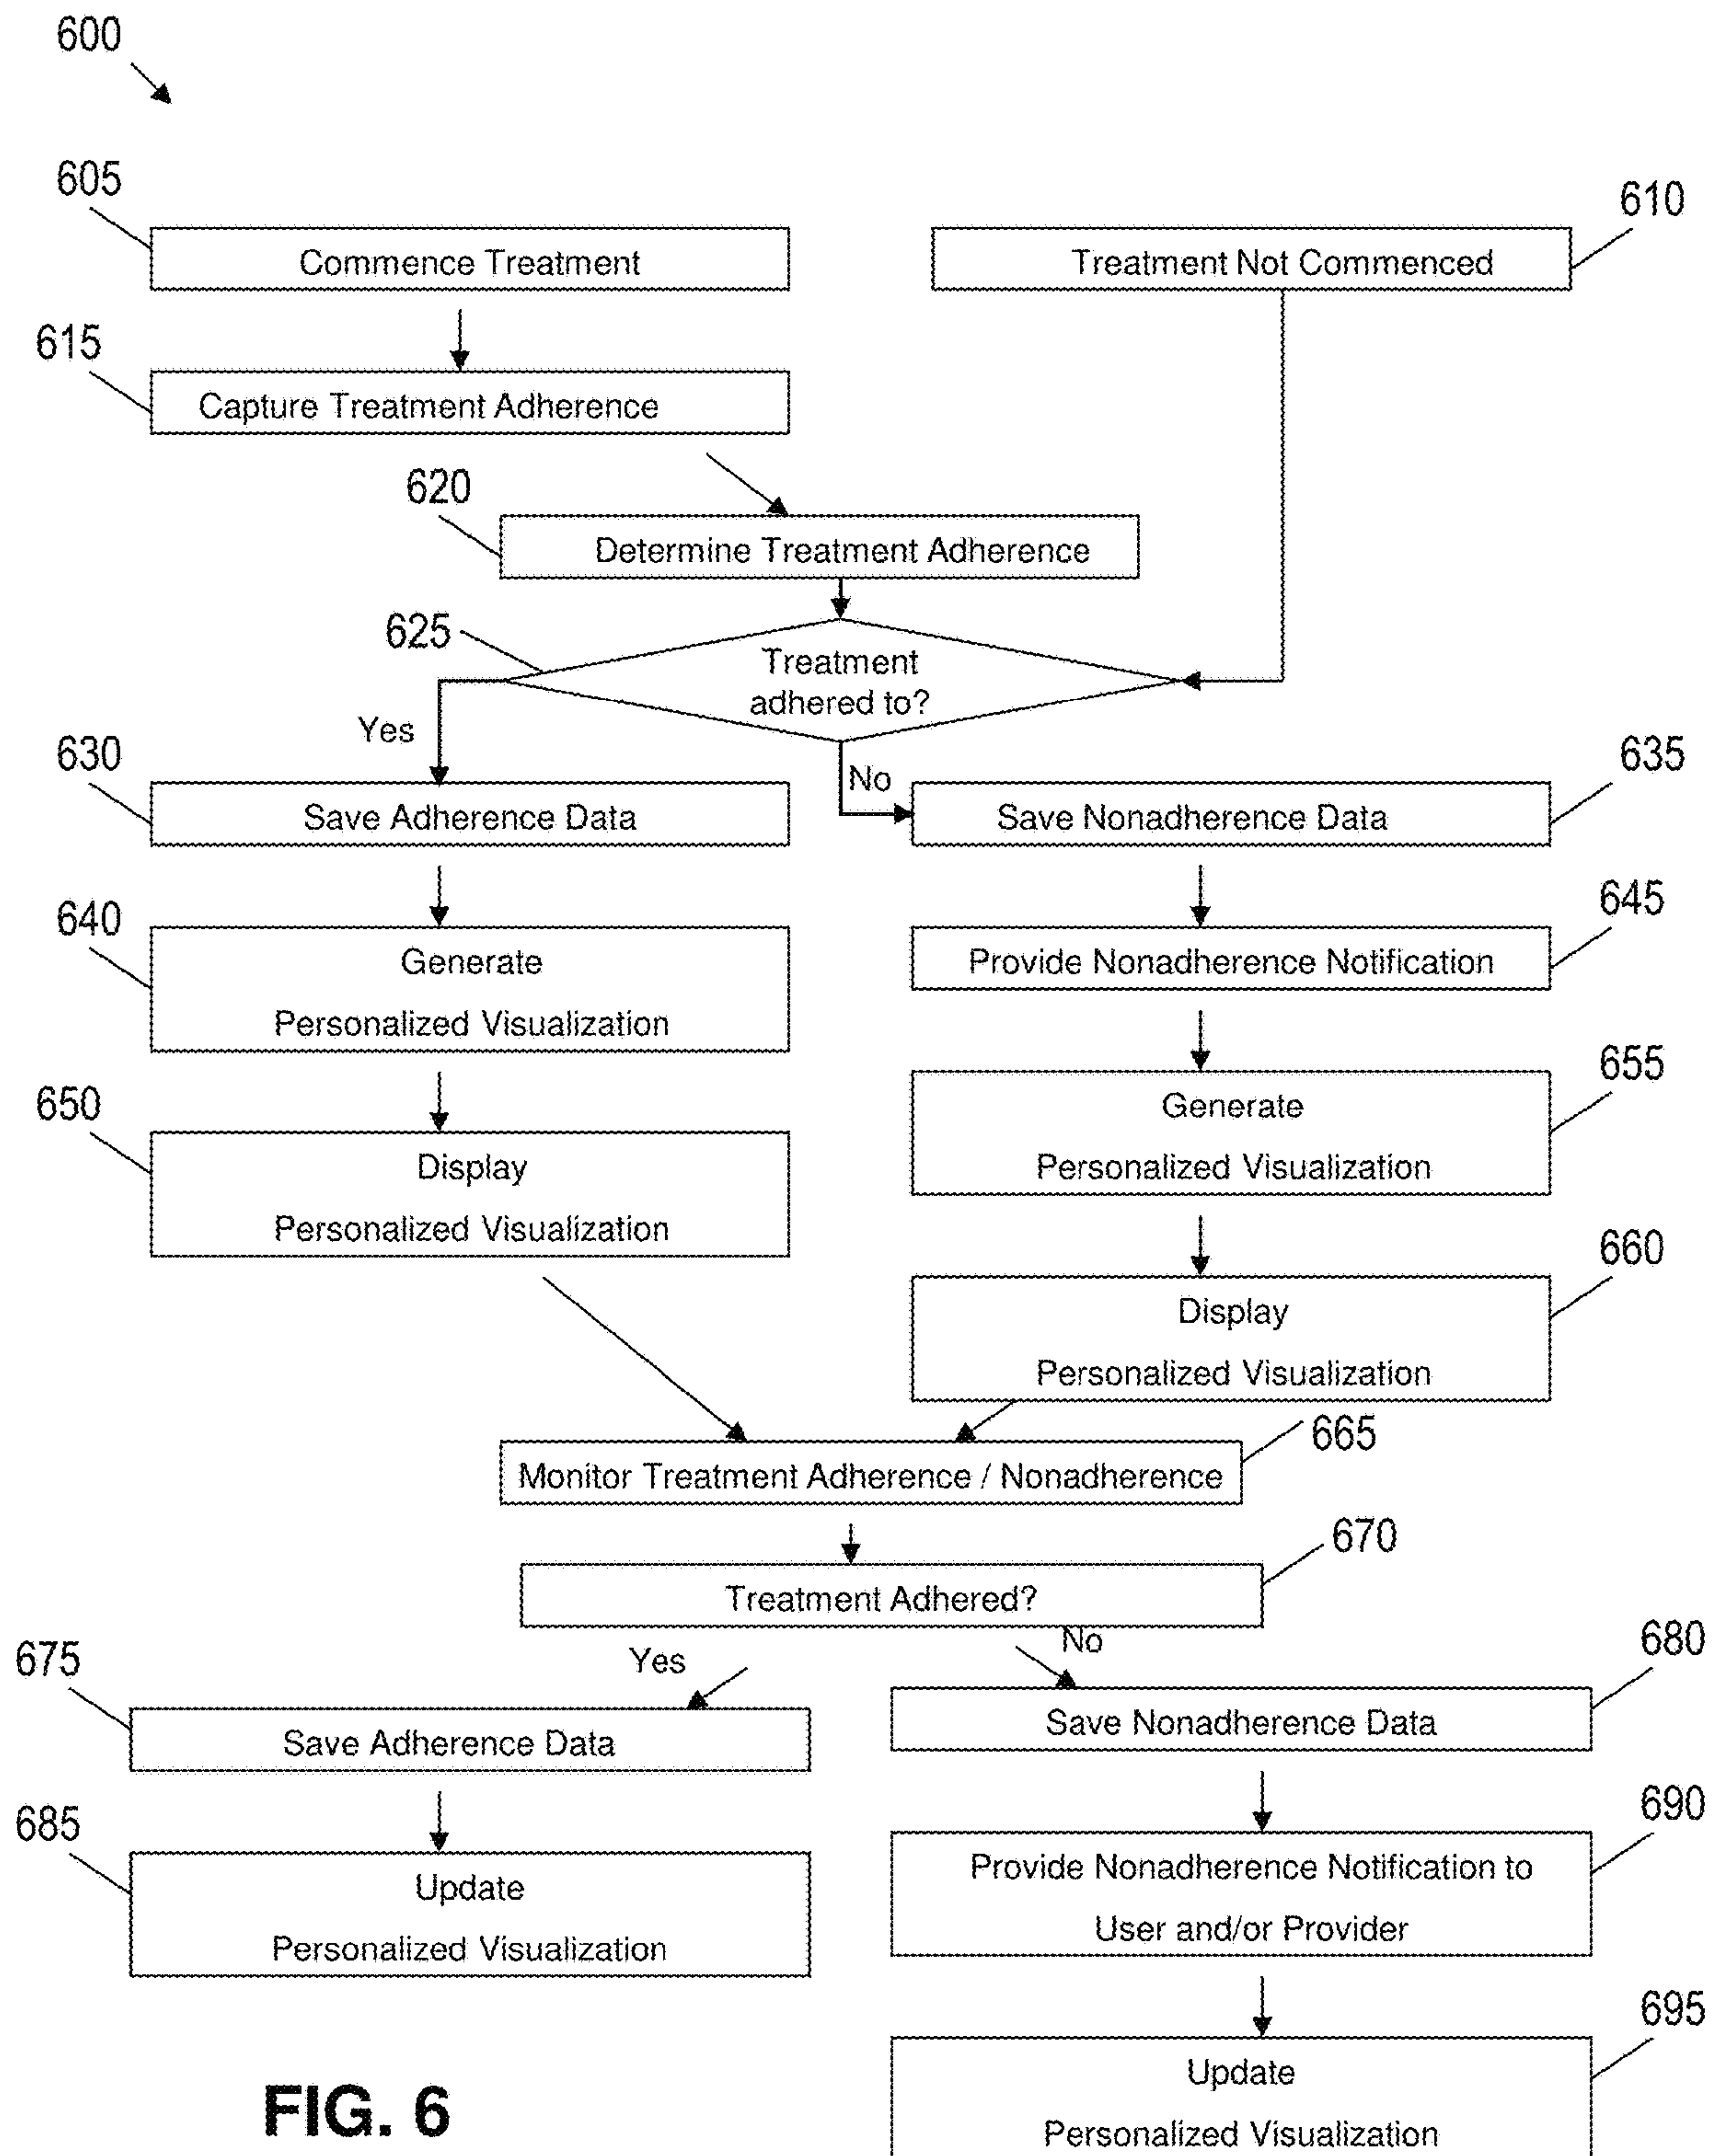 600
605
610
Commence Treatment
Treatment Not Commenced
615
Capture Treatment Adherence
620
Determine Treatment Adherence
625
Treatment
adhered to?
Yes
No
630
635
Save Adherence Data
Save Nonadherence Data
640
645
Generate
Personalized Visualization
Provide Nonadherence Notification
650
655
Display
Personalized Visualization
Generate
Personalized Visualization
660
Display
Personalized Visualization
665
Monitor Treatment Adherence / Nonadherence
670
Treatment Adhered?
Yes
No
675
680
Save Adherence Data
Save Nonadherence Data
685
690
Update
Personalized Visualization
Provide Nonadherence Notification to
User and/or Provider
695
Update
Personalized Visualization
FIG. 6